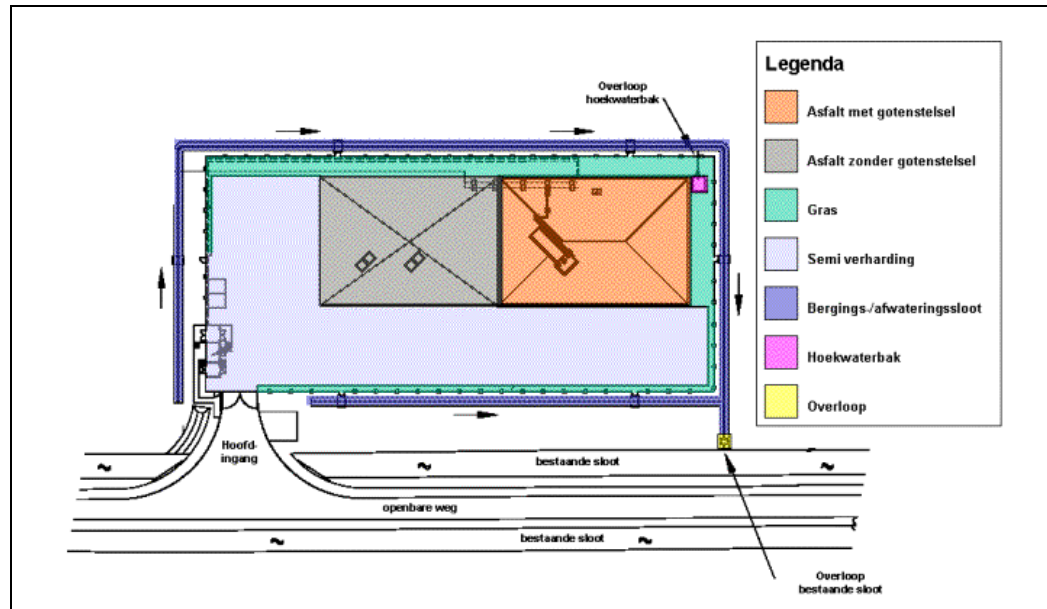 Overloop
hoekwaterbak
Legenda
Asfalt met gotenstelsel
Asfalt zonder gotenstelsel
Gras
Semi verharding
Bergings-/afwateringssloot
Hoekwaterbak
Overloop
Hoofd-
ingang
bestaande sloot
openbare weg
bestaande sloot
Overloop
bestaande sloot